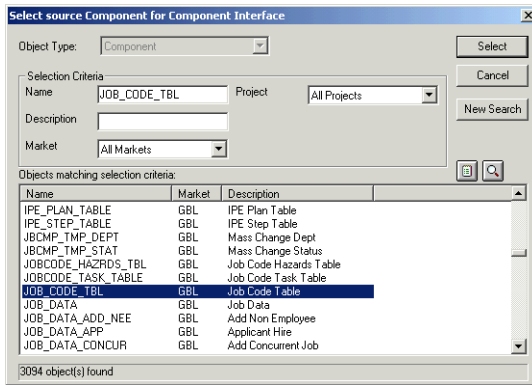 Select source Component for Component Interface
Object Type: Component Select
Selection Criteria Cancel
Name JOB_CODE_TBL Project All Projects
New Search
Description
Market All Markets
Objects matching selection criteria:
Name Market Description
IPE_PLAN_TABLE GBL IPE Plan Table
IPE_STEP_TABLE GBL IPE Step Table
JBCMP_TMP_DEPT GBL Mass Change Dept
JBCMP_TMP_STAT GBL Mass Change Status
JOBCODE_HAZRDS_TBL GBL Job Code Hazards Table
JOBCODE_TASK_TABLE GBL Job Code Task Table
JOB_CODE_TBL GBL Job Code Table
JOB_DATA GBL Job Data
JOB_DATA_ADD_NEE GBL Add Non Employee
JOB_DATA_APP GBL Applicant Hire
JOB_DATA_CONCUR GBL Add Concurrent Job
3094 object(s) found